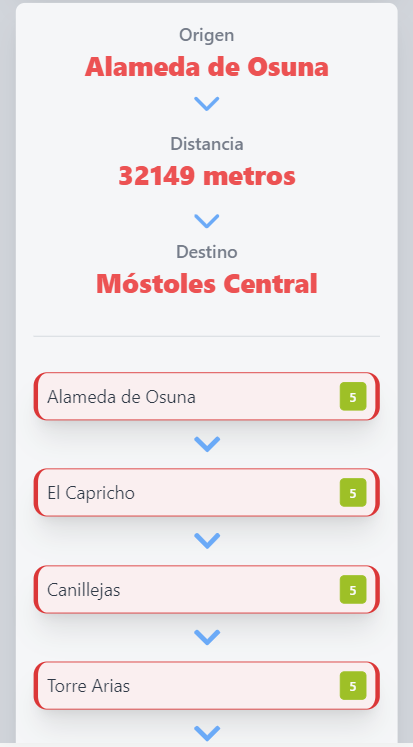 Origen
Alameda de Osuna
Distancia
32149 metros
Destino
Móstoles Central
Alameda de Osuna 5
El Capricho 5
Canillejas 5
Torre Arias 5